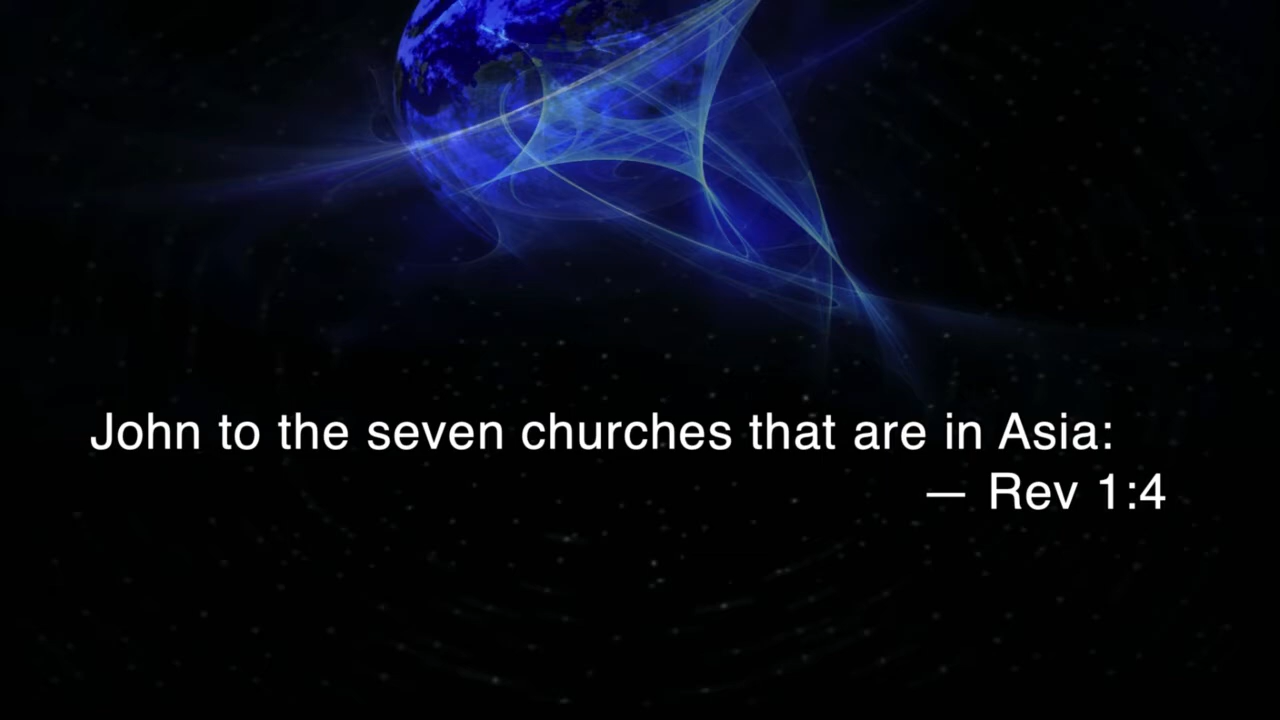 John to the seven churches that are in Asia:
— Rev 1:4